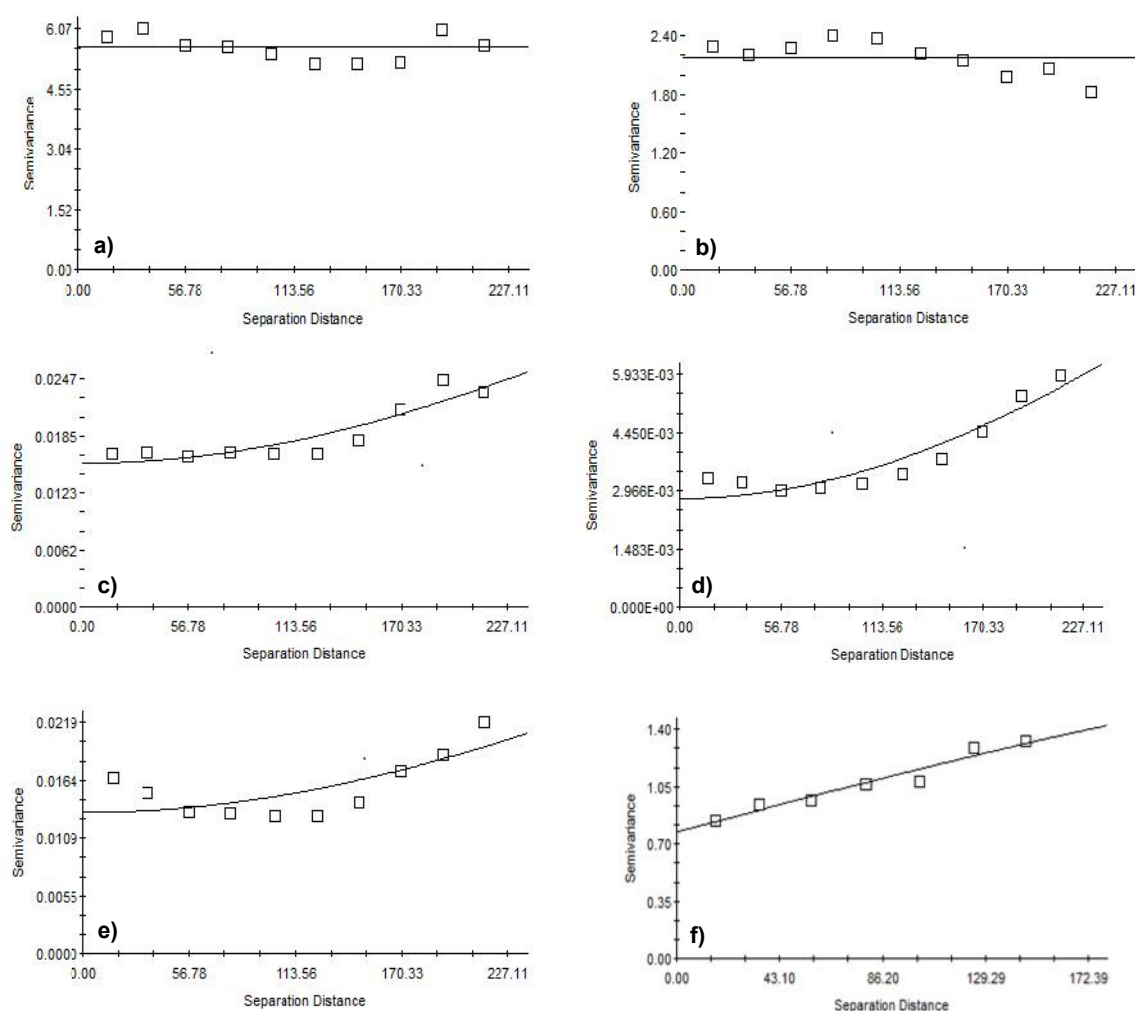 6.07
4.55
3.04
1.52
0.00
Semivariance
a)
0.00 56.78 113.56 170.33 227.11
Separation Distance
2.40
1.80
1.20
0.60
0.00
Semivariance
b)
0.00 56.78 113.56 170.33 227.11
Separation Distance
0.0247
0.0185
0.0123
0.0062
0.0000
Semivariance
c)
0.00 56.78 113.56 170.33 227.11
Separation Distance
5.933E-03
4.450E-03
2.966E-03
1.483E-03
0.000E+00
Semivariance
d)
0.00 56.78 113.56 170.33 227.11
Separation Distance
0.0219
0.0164
0.0109
0.0055
0.0000
Semivariance
e)
0.00 56.78 113.56 170.33 227.11
Separation Distance
1.40
1.05
0.70
0.35
0.00
Semivariance
f)
0.00 43.10 86.20 129.29 172.39
Separation Distance